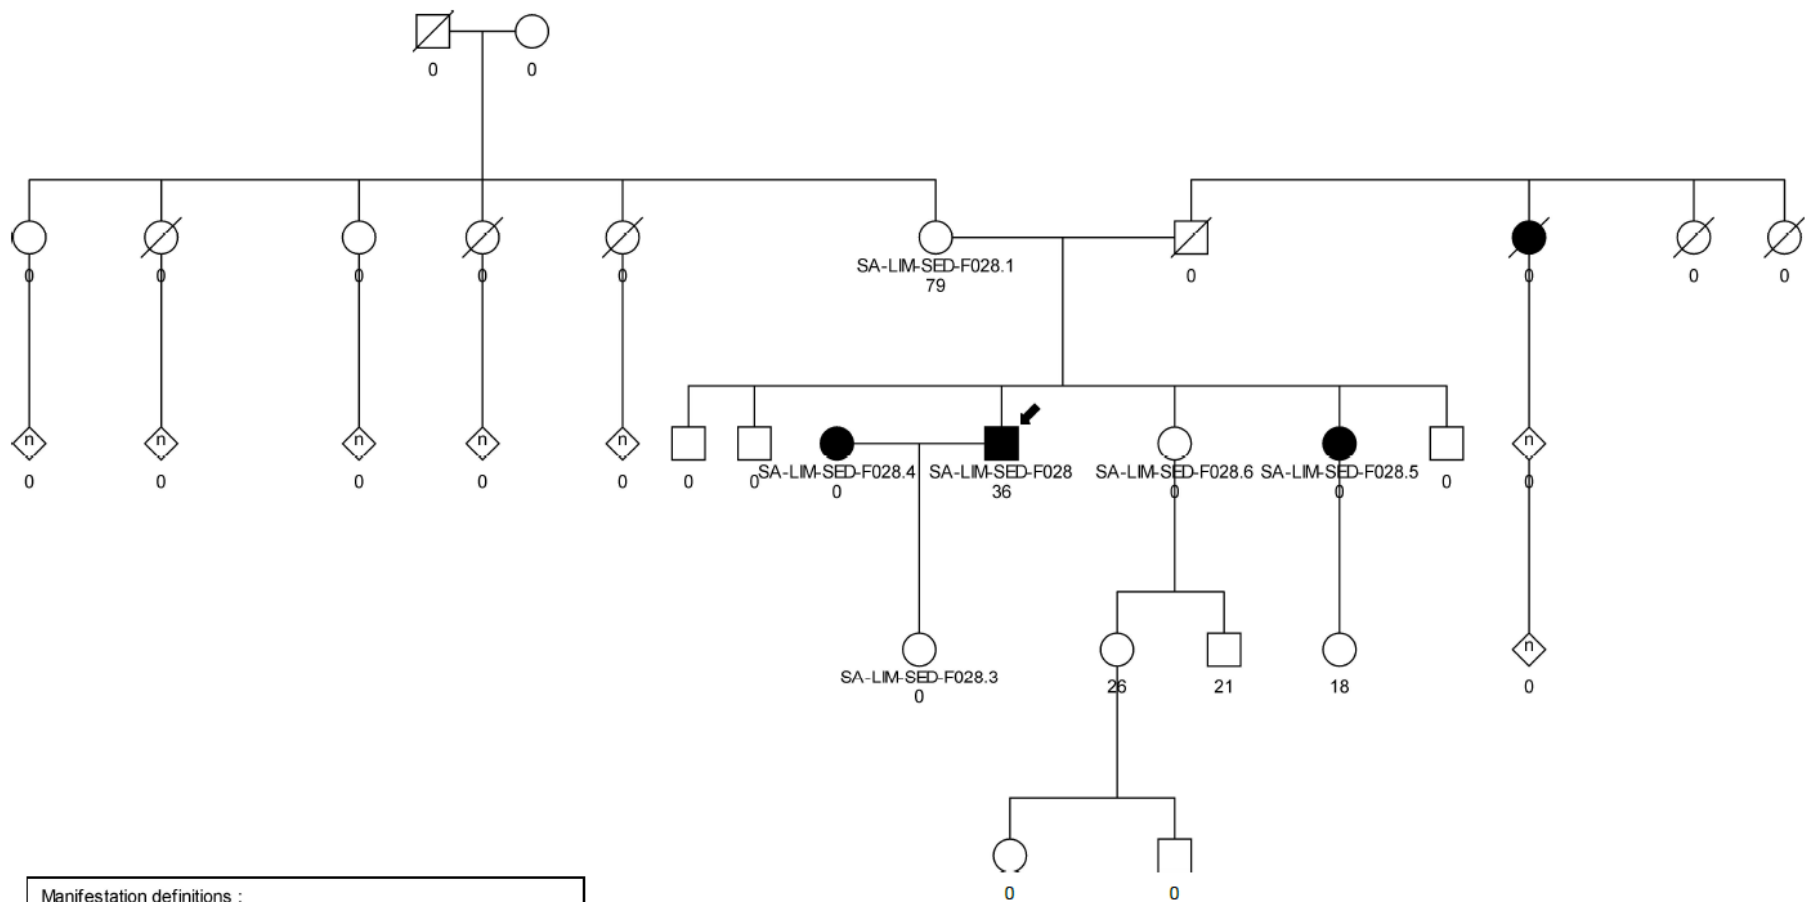 0 0
SA-LIM-SED-F028.1
79
0 0 0 0 0 0 0 0 0
n n n n n n
SA-LIM-SED-F028.4 SA-LIM-SED-F028 SA-LIM-SED-F028.6 SA-LIM-SED-F028.5
0 0 0 0 0 0 0 0 0 0
0 36 0 0
n
SA-LIM-SED-F028.3
0
26 21 18 0
0 0
Manifestation definitions :